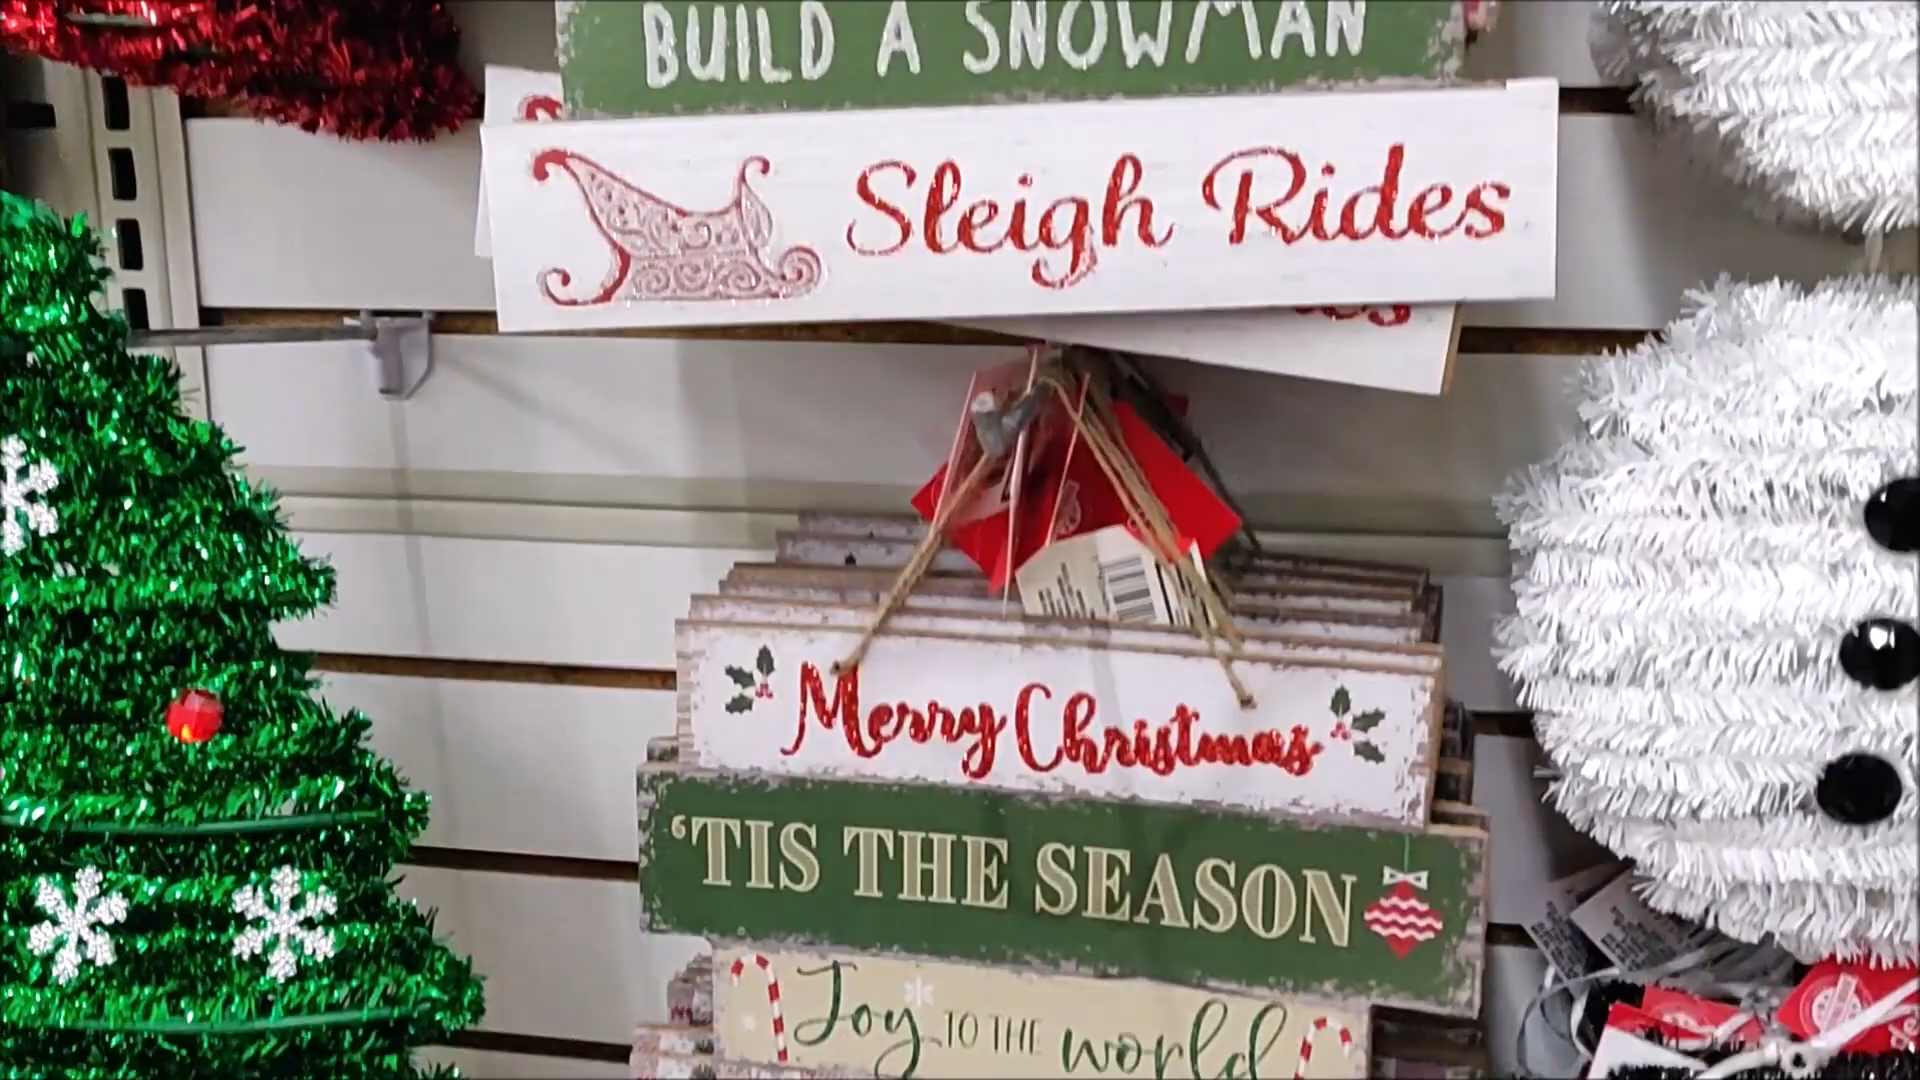 BUILD A SNOWMAN
Sleigh Rides
Merry Christmas
‘TIS THE SEASON
Joy TO THE world